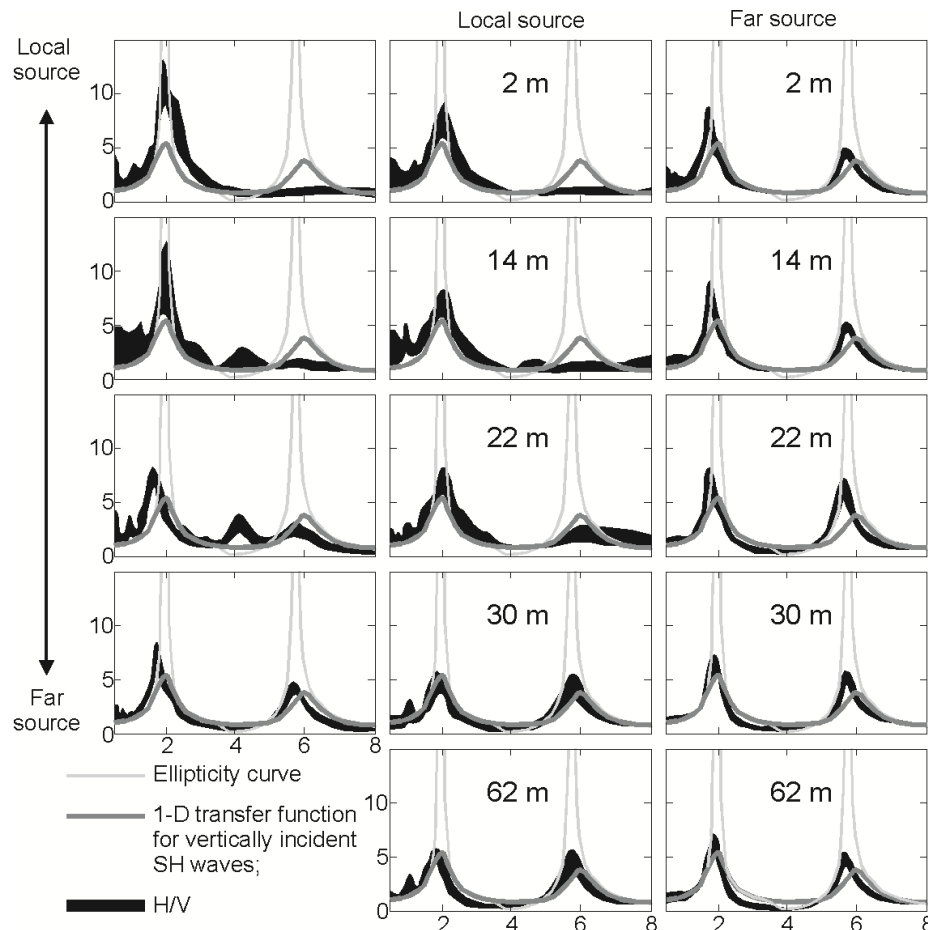 Local source
Far source
Local
source
10
5
0
2 m
2 m
10
5
0
14 m
14 m
10
5
0
22 m
22 m
10
5
0
30 m
30 m
Far
source
2 4 6 8
Ellipticity curve
1-D transfer function
for vertically incident
SH waves;
H/V
10
5
0
62 m
62 m
2 4 6 8
2 4 6 8